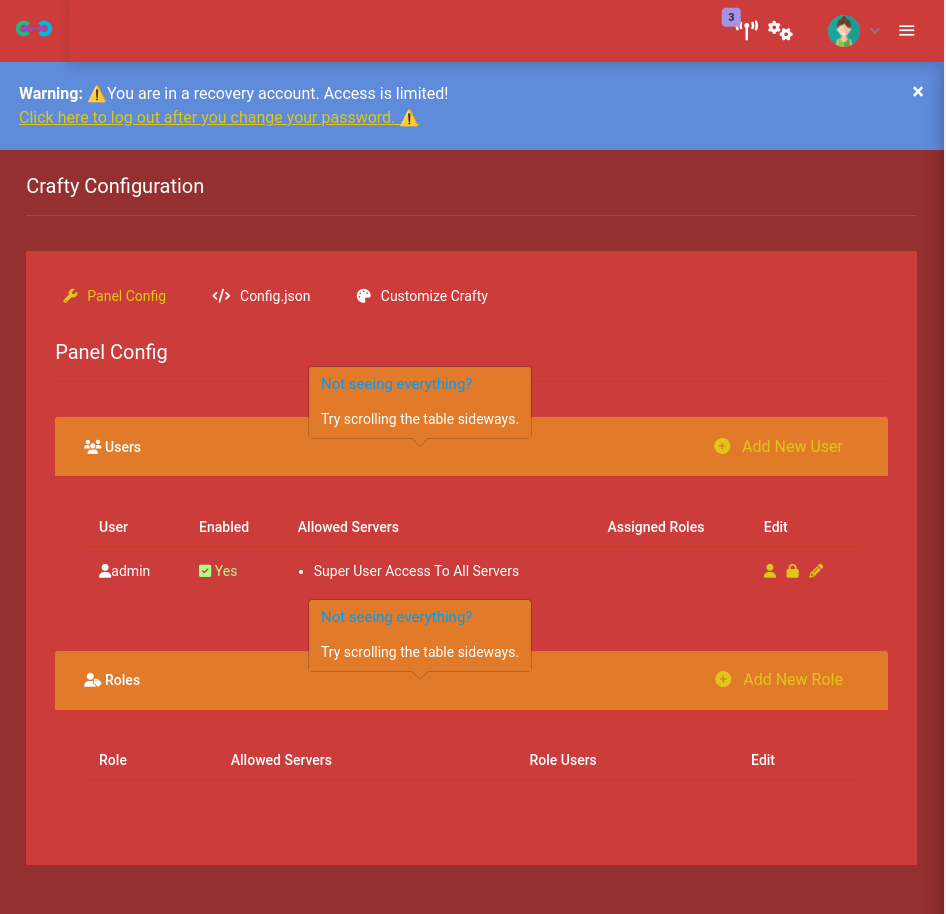 3
Warning: ⚠️You are in a recovery account. Access is limited!
Click here to log out after you change your password. ⚠️
×
Crafty Configuration
Panel Config
Config.json
Customize Crafty
Panel Config
Not seeing everything?
Try scrolling the table sideways.
Users
Add New User
User Enabled Allowed Servers Assigned Roles Edit
admin Yes • Super User Access To All Servers
Not seeing everything?
Try scrolling the table sideways.
Roles
Add New Role
Role Allowed Servers Role Users Edit